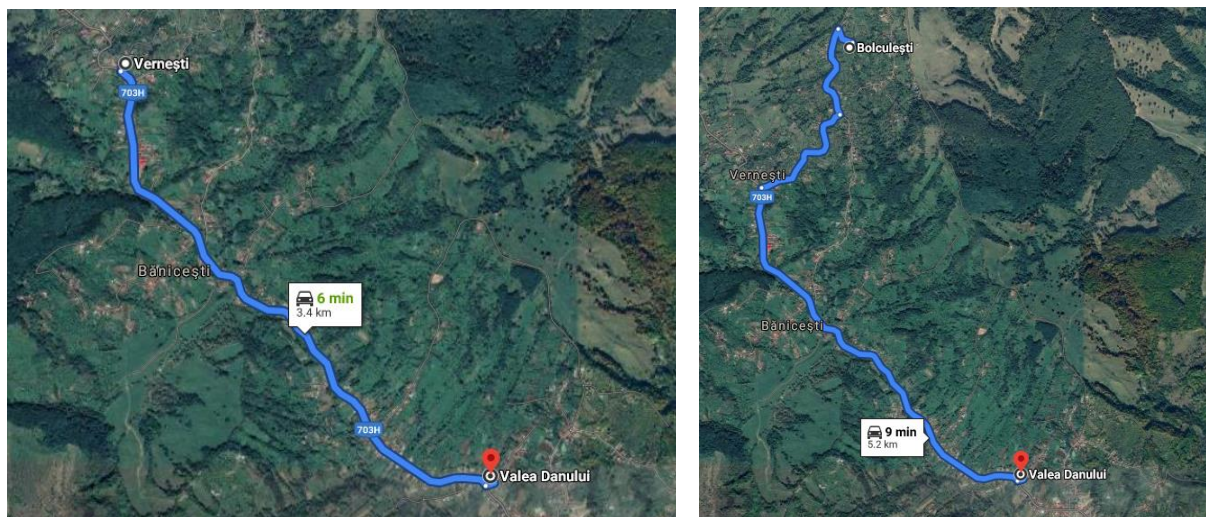 Vernești
703H
Bănicești
6 min
3.4 km
703H
Valea Danului
Bolculești
Vernești
703H
Bănicești
9 min
5.2 km
Valea Danului